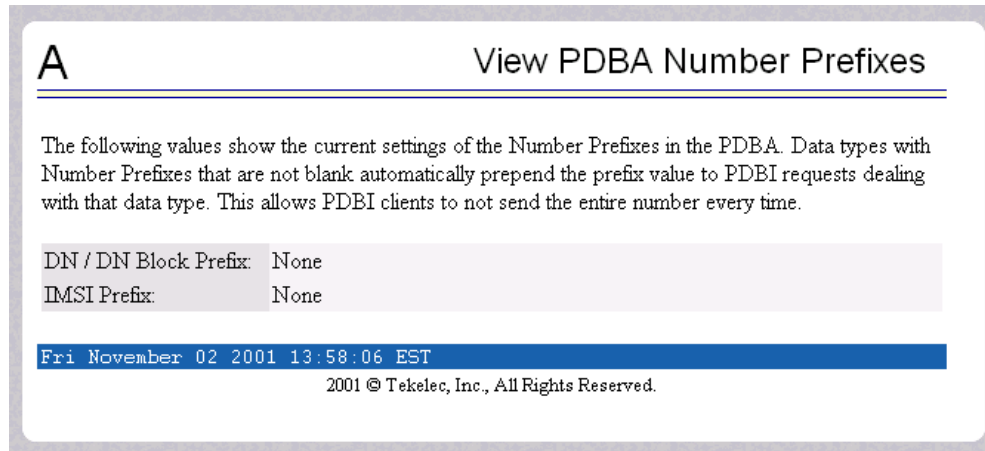 A
View PDBA Number Prefixes
The following values show the current settings of the Number Prefixes in the PDBA. Data types with
Number Prefixes that are not blank automatically prepend the prefix value to PDBI requests dealing
with that data type. This allows PDBI clients to not send the entire number every time.
DN / DN Block Prefix: None
IMSI Prefix: None
Fri November 02 2001 13:58:06 EST
2001 © Tekelec, Inc., All Rights Reserved.